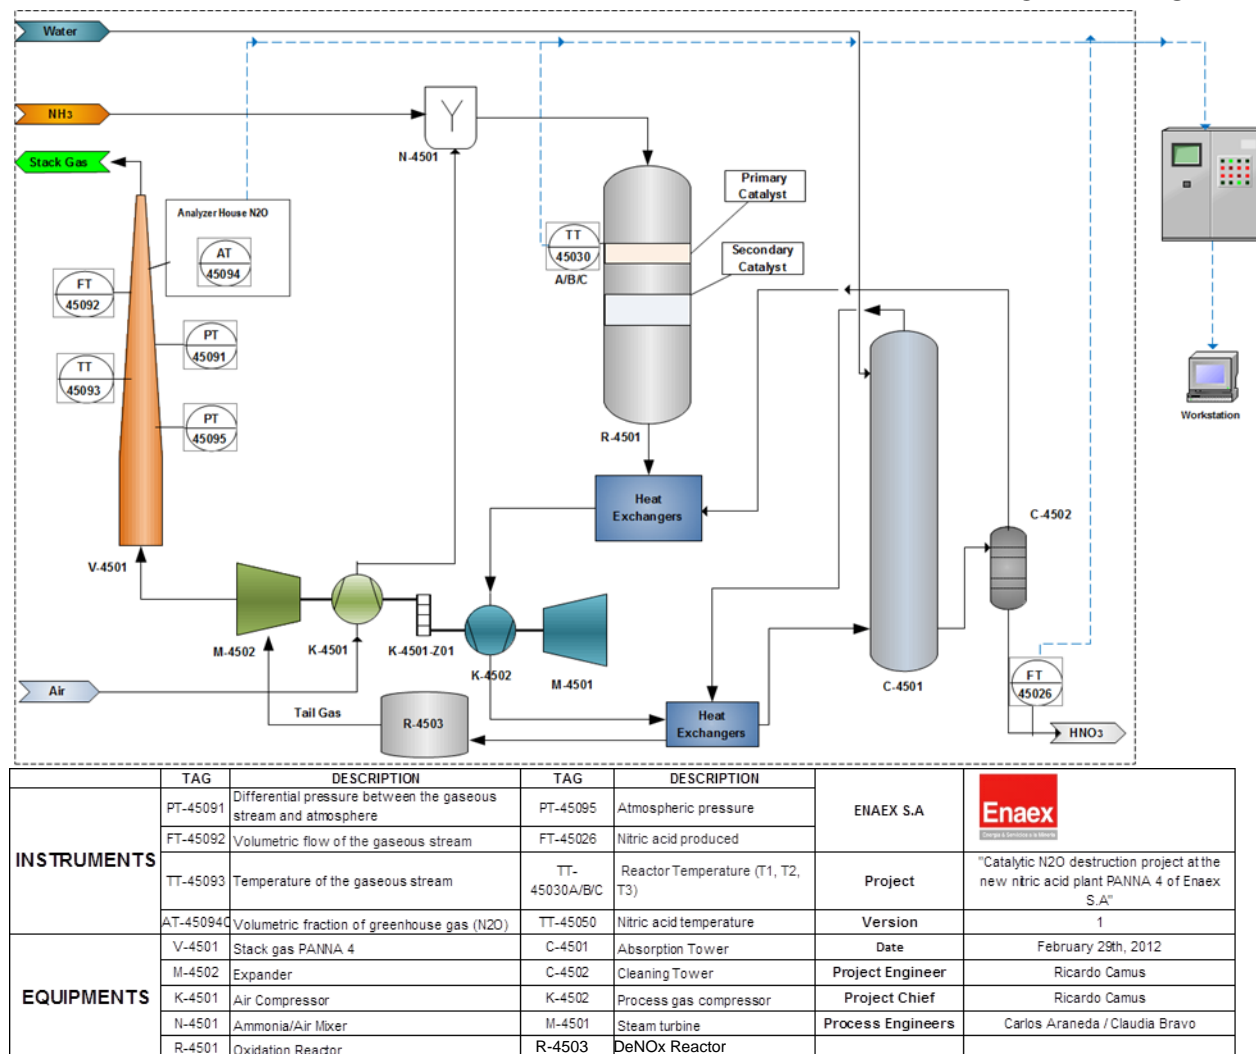 Water
NH3
N-4501
Stack Gas
Primary
Catalyst
Analyzer House N2O
TT
45030
A/B/C
Secondary
Catalyst
AT
45094
FT
45092
PT
45091
TT
45093
PT
45095
Workstation
R-4501
Heat
Exchangers
C-4502
V-4501
M-4502
K-4501
K-4501-Z01
K-4502
M-4501
C-4501
FT
45026
Air
Tail Gas
R-4503
Heat
Exchangers
HNO3
TAG DESCRIPTION TAG DESCRIPTION
INSTRUMENTS
PT-45091 Differential pressure between the gaseous
stream and atmosphere
PT-45095 Atmospheric pressure
ENAEX S.A
Enaex
FT-45092 Volumetric flow of the gaseous stream FT-45026 Nitric acid produced
TT-45093 Temperature of the gaseous stream
TT-
45030A/B/C
Reactor Temperature (T1, T2,
T3)
Project
"Catalytic N2O destruction project at the
new nitric acid plant PANNA 4 of Enaex
S.A"
AT-45094C Volumetric fraction of greenhouse gas (N2O) TT-45050 Nitric acid temperature Version 1
EQUIPMENTS
V-4501 Stack gas PANNA 4 C-4501 Absorption Tower Date February 29th, 2012
M-4502 Expander C-4502 Cleaning Tower Project Engineer Ricardo Camus
K-4501 Air Compressor K-4502 Process gas compressor Project Chief Ricardo Camus
N-4501 Ammonia/Air Mixer M-4501 Steam turbine Process Engineers Carlos Araneda / Claudia Bravo
R-4501 Oxidation Reactor R-4503 DeNOx Reactor